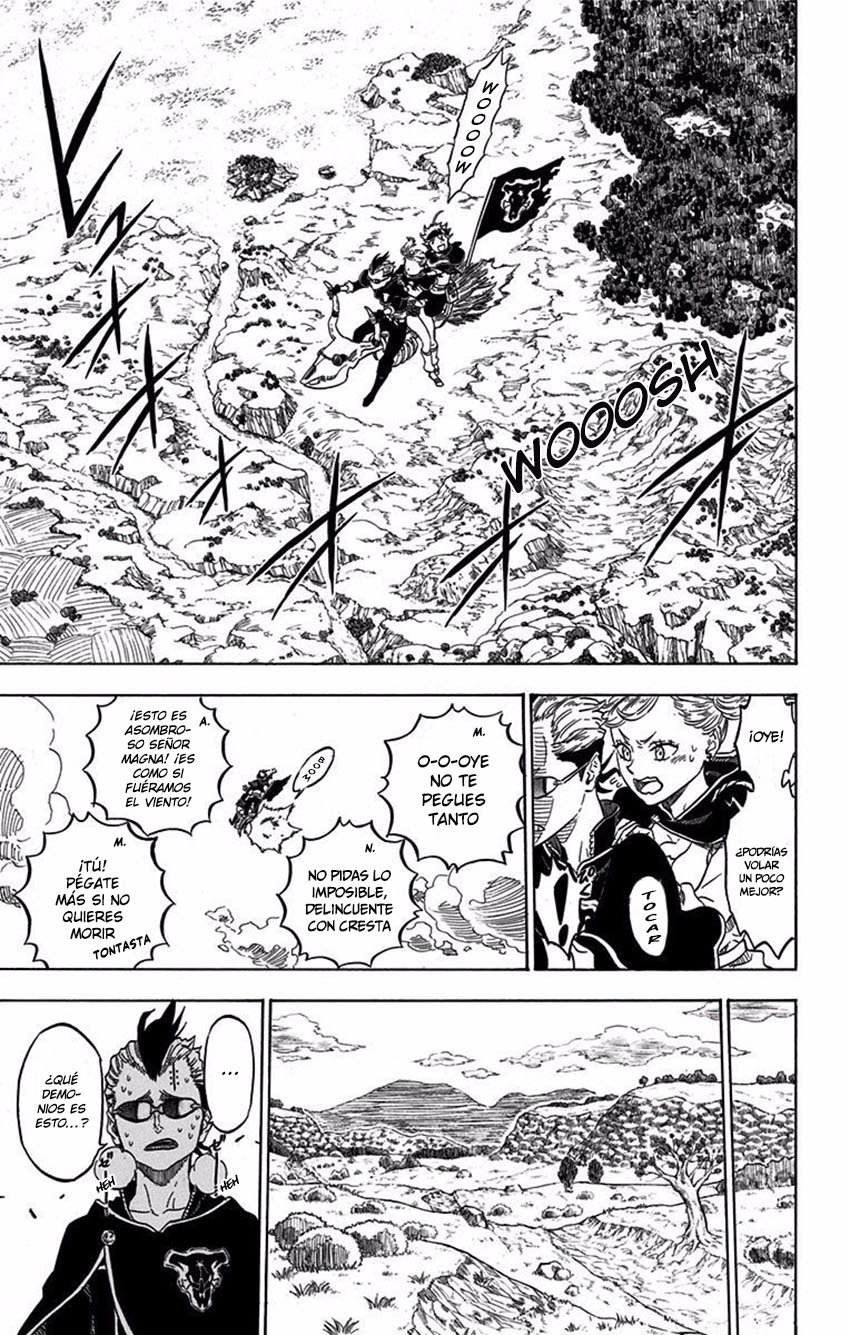 WOOOOW
WOOOSH
¡OYE!
¿PODRÍAS
VOLAR
UN POCO
MEJOR?
TOCAR
M.
O-O-OYE
NO TE
PEGUES
TANTO
N.
NO PIDAS LO
IMPOSIBLE,
DELINCUENTE
CON CRESTA
BOOM
A.
¡ESTO ES
ASOMBRO-
SO SEÑOR
MAGNA! ¡ES
COMO SI
FUÉRAMOS
EL VIENTO!
M.
¡TÚ!
PÉGATE
MÁS SI NO
QUIERES
MORIR
TONTASTA
...
¿QUÉ
DEMO-
NIOS ES
ESTO...?
HEH
HEH